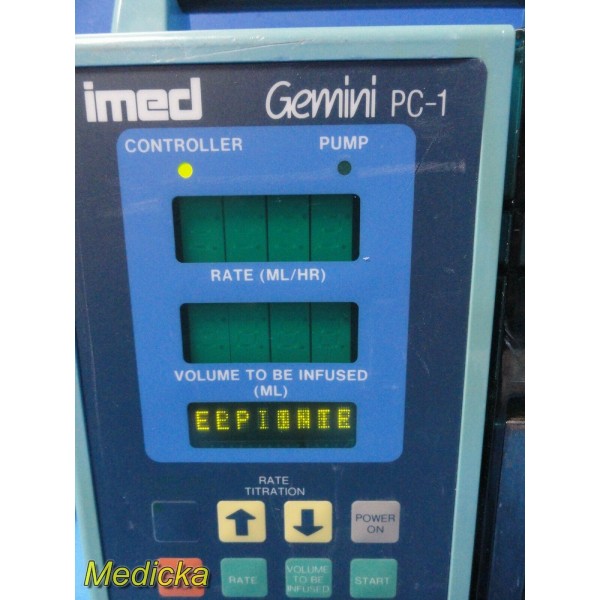 imed Gemini PC-1
CONTROLLER PUMP
RATE (ML/HR)
VOLUME TO BE INFUSED
(ML)
RATE
TITRATION
POWER
ON
RATE
VOLUME
TO BE
INFUSED
START
Medicka